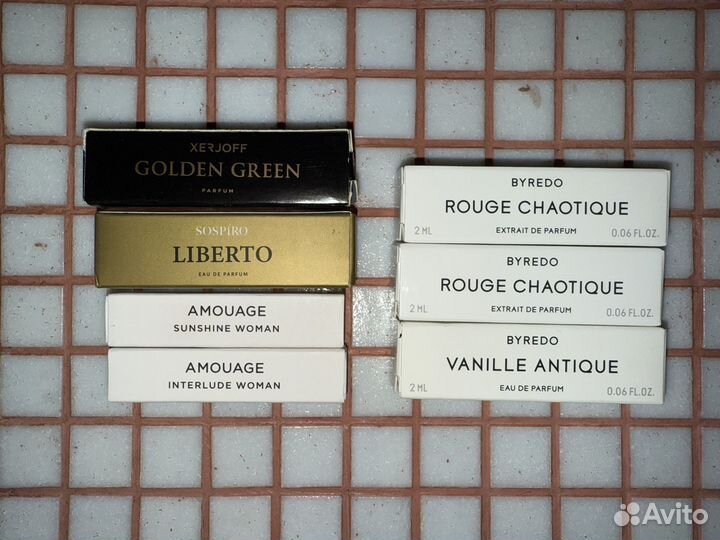 XERJOFF
GOLDEN GREEN
PARFUM
SOSPIRO
LIBERTO
EAU DE PARFUM
AMOUAGE
SUNSHINE WOMAN
AMOUAGE
INTERLUDE WOMAN
BYREDO
ROUGE CHAOTIQUE
2 ML EXTRAIT DE PARFUM 0.06 FL.OZ.
BYREDO
ROUGE CHAOTIQUE
2 ML EXTRAIT DE PARFUM 0.06 FL.OZ.
BYREDO
VANILLE ANTIQUE
2 ML EAU DE PARFUM 0.06 FL.OZ.
Avito